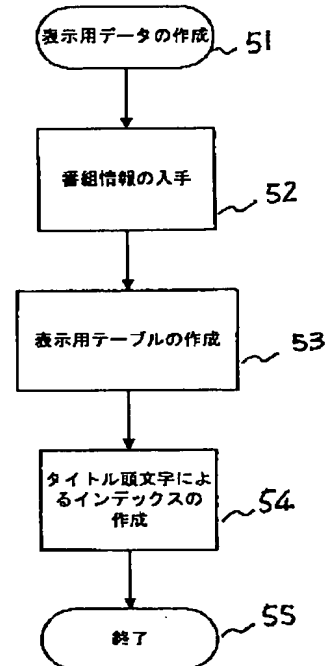 表示用データの作成
51
番組情報の入手
52
表示用テーブルの作成
53
タイトル頭文字によ
るインデックスの
作成
54
終了
55